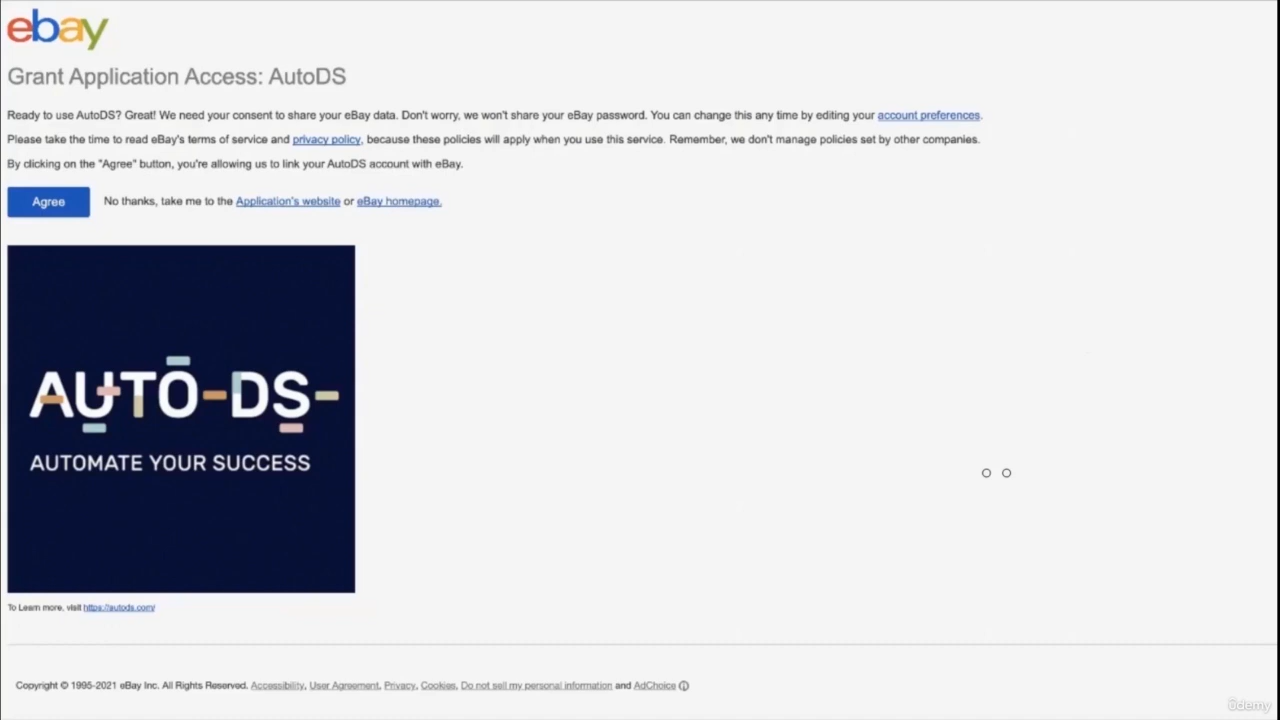 ebay
Grant Application Access: AutoDS
Ready to use AutoDS? Great! We need your consent to share your eBay data. Don't worry, we won't share your eBay password. You can change this any time by editing your account preferences.
Please take the time to read eBay's terms of service and privacy policy, because these policies will apply when you use this service. Remember, we don't manage policies set by other companies.
By clicking on the "Agree" button, you're allowing us to link your AutoDS account with eBay.
Agree No thanks, take me to the Application's website or eBay homepage.
AUTO-DS-
AUTOMATE YOUR SUCCESS
To Learn more, visit https://autods.com/
Copyright © 1995-2021 eBay Inc. All Rights Reserved. Accessibility, User Agreement, Privacy, Cookies, Do not sell my personal information and AdChoice
ûdemy